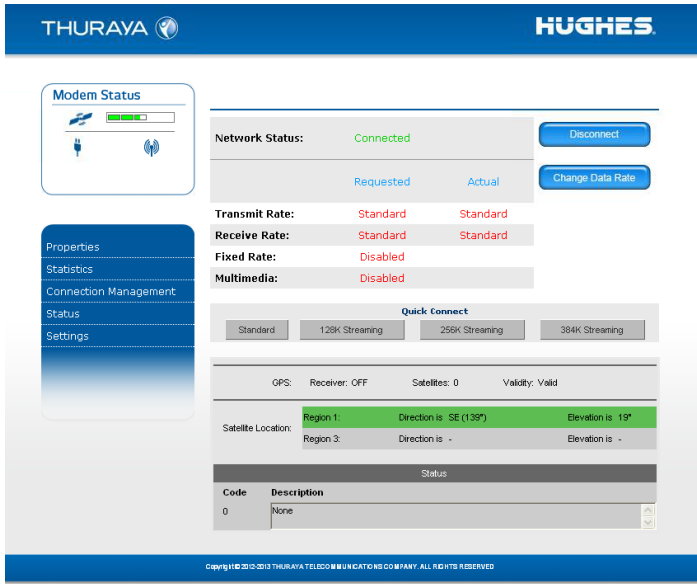 THURAYA HUGHES.
Modem Status
Network Status: Connected Disconnect
Requested Actual Change Data Rate
Transmit Rate: Standard Standard
Receive Rate: Standard Standard
Fixed Rate: Disabled
Multimedia: Disabled
Properties
Statistics
Connection Management
Status
Settings
Quick Connect
Standard 128K Streaming 256K Streaming 384K Streaming
GPS: Receiver: OFF Satellites: 0 Validity: Valid
Satellite Location:
Region 1: Direction is SE (139°) Elevation is 19°
Region 3: Direction is - Elevation is -
Status
Code Description
0 None
Copyright© 2012-2013 THURAYA TELECOMMUNICATIONS COMPANY. ALL RIGHTS RESERVED